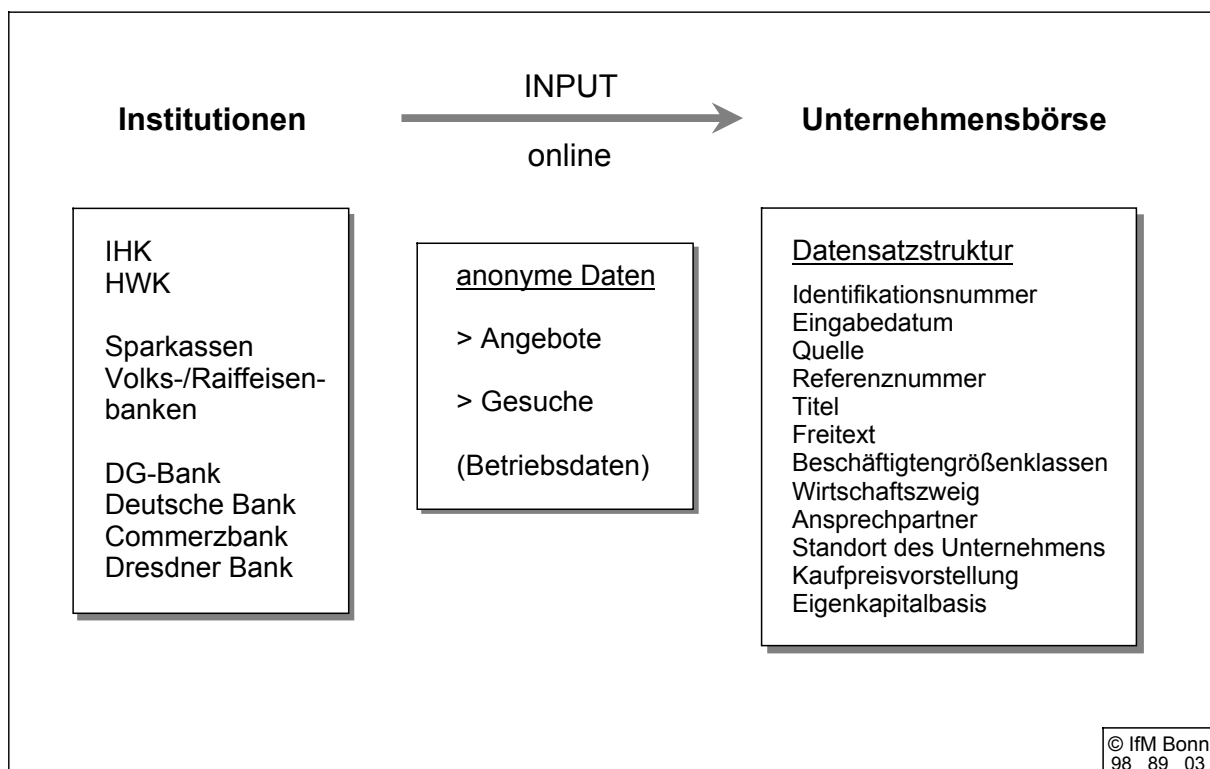 INPUT
Institutionen
Unternehmensbörse
online
IHK
HWK
Sparkassen
Volks-/Raiffeisen-
banken
DG-Bank
Deutsche Bank
Commerzbank
Dresdner Bank
anonyme Daten
> Angebote
> Gesuche
(Betriebsdaten)
Datensatzstruktur
Identifikationsnummer
Eingabedatum
Quelle
Referenznummer
Titel
Freitext
Beschäftigtengrößenklassen
Wirtschaftszweig
Ansprechpartner
Standort des Unternehmens
Kaufpreisvorstellung
Eigenkapitalbasis
© IfM Bonn
98 89 03